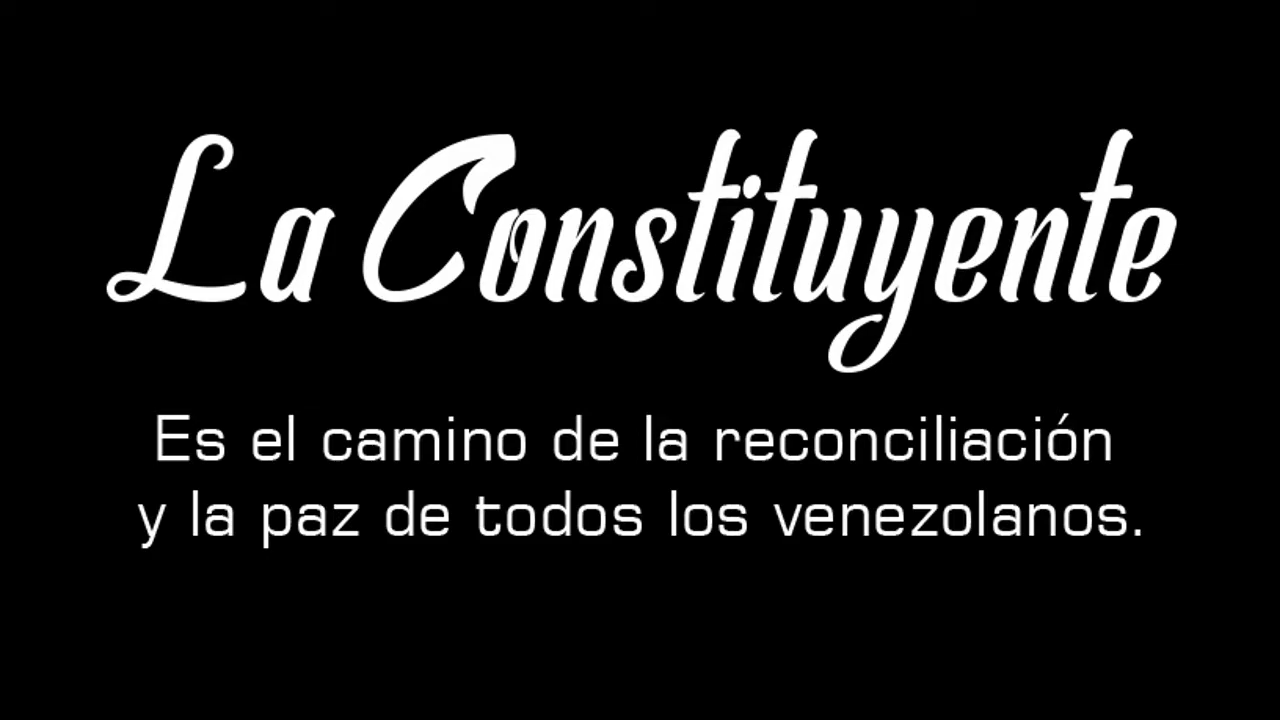 La Constituyente
Es el camino de la reconciliación
y la paz de todos los venezolanos.